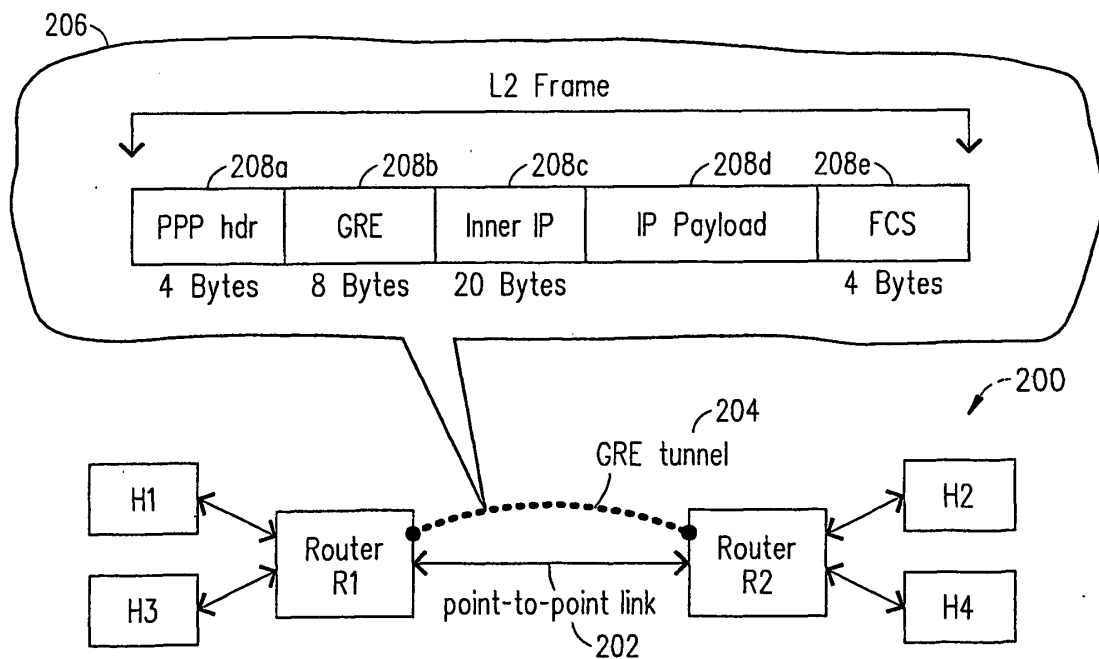 206
L2 Frame
208a 208b 208c 208d 208e
PPP hdr GRE Inner IP IP Payload FCS
4 Bytes 8 Bytes 20 Bytes 4 Bytes
200
204
GRE tunnel
H1 H2
Router R1
Router R2
point-to-point link
202
H3 H4